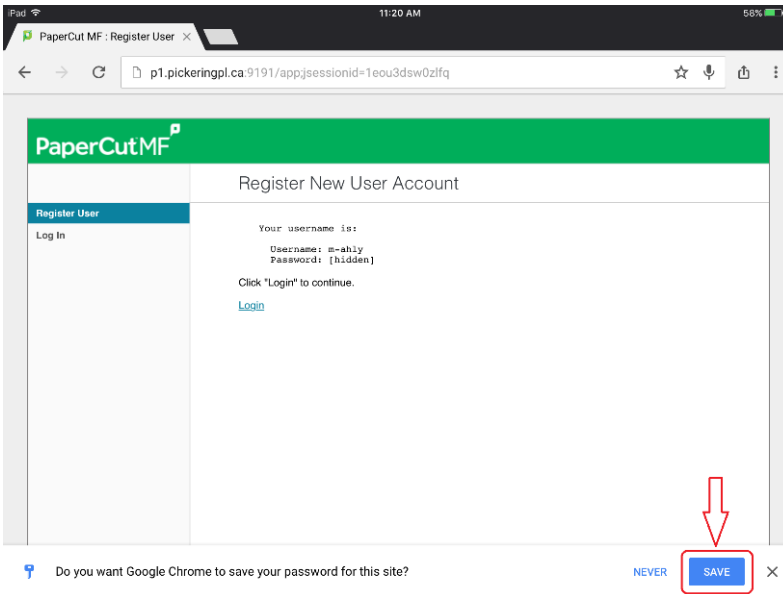 iPad 11:20 AM 58%
PaperCut MF : Register User
p1.pickeringpl.ca:9191/app;jsessionid=1eou3dsw0zlfq
PaperCut MF
Register New User Account
Register User
Log In
Your username is:
Username: m-ahly
Password: [hidden]
Click "Login" to continue.
Login
Do you want Google Chrome to save your password for this site? NEVER SAVE